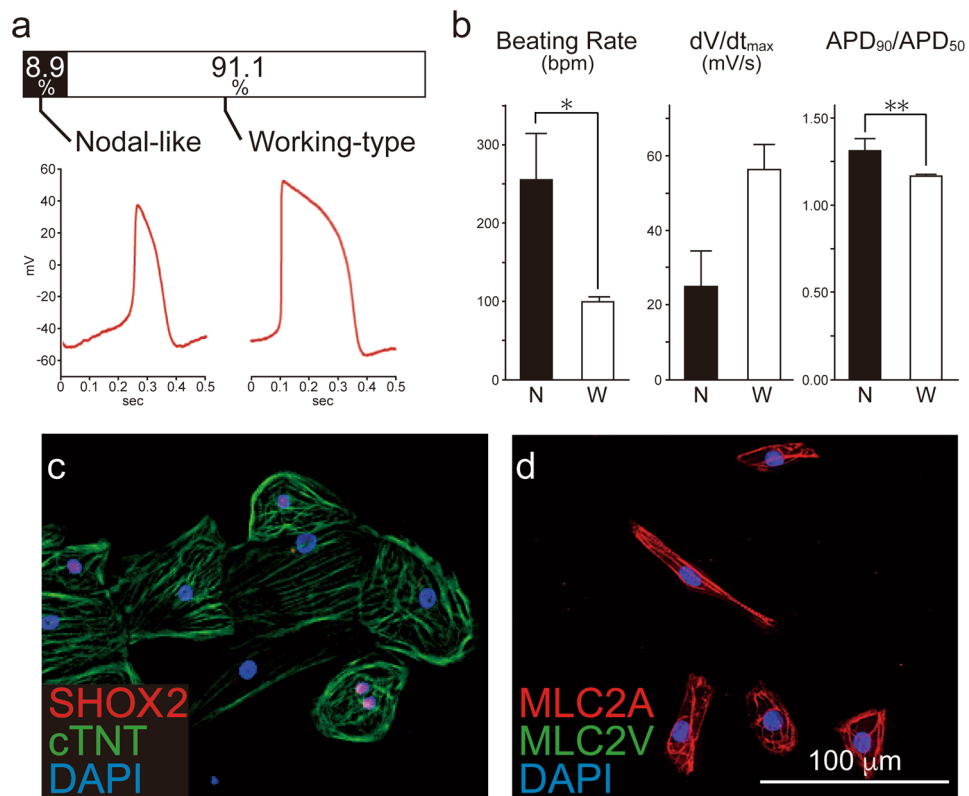 a
8.9
%
91.1
%
Nodal-like
Working-type
60
40
20
0
-20
-40
-60
mV
0 0.1 0.2 0.3 0.4 0.5
sec
0 0.1 0.2 0.3 0.4 0.5
sec
b
Beating Rate
(bpm)
*
300
200
100
0
N W
dV/dtmax
(mV/s)
60
40
20
0
N W
APD90/APD50
**
1.50
1.20
1.50
1.00
N W
c
SHOX2
cTNT
DAPI
d
MLC2A
MLC2V
DAPI
100 μm